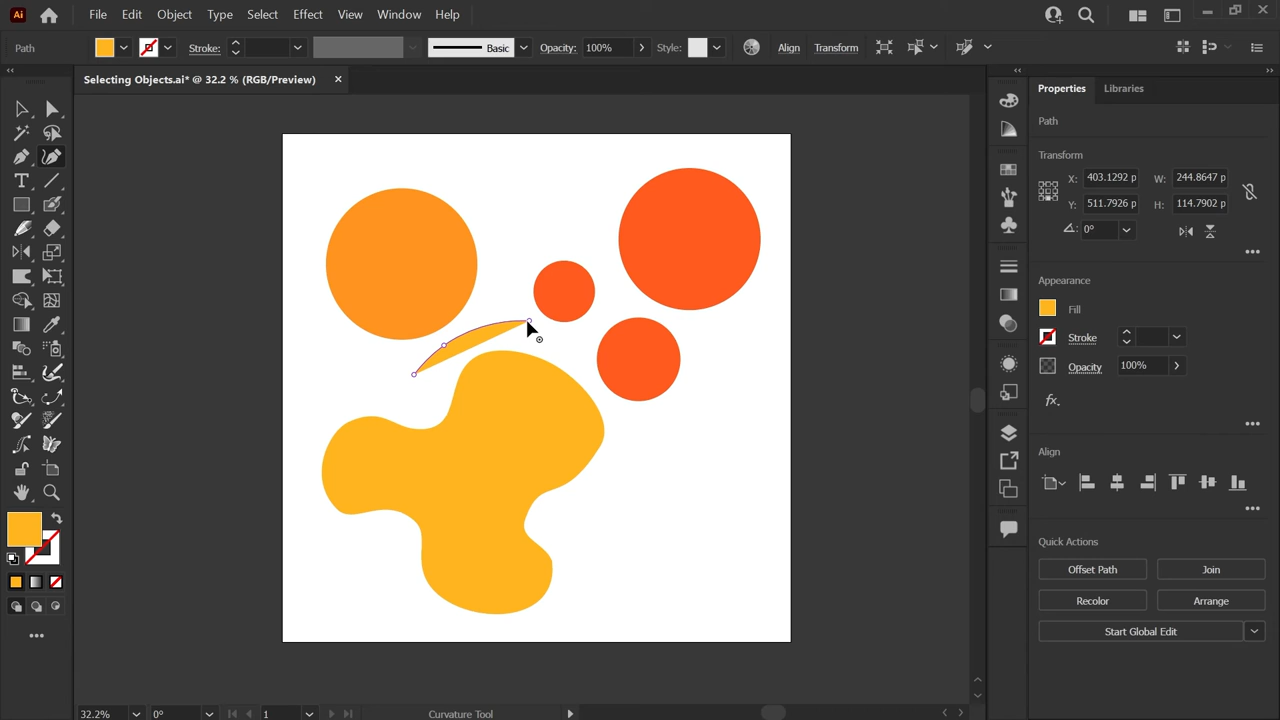 Ai File Edit Object Type Select Effect View Window Help
Path Stroke: Basic Opacity: 100% Style: Align Transform
Selecting Objects.ai* @ 32.2 % (RGB/Preview) ×
Properties Libraries
Path
Transform
X: 403.1292 p W: 244.8647 p
Y: 511.7926 p H: 114.7902 p
0°
Appearance
Fill
Stroke
Opacity 100%
fx.
Align
Quick Actions
Offset Path Join
Recolor Arrange
Start Global Edit
32.2% 0° 1 Curvature Tool